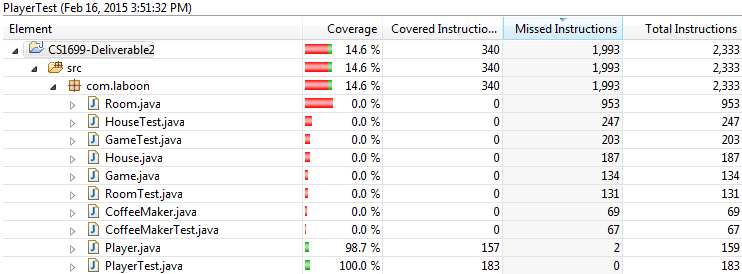 PlayerTest (Feb 16, 2015 3:51:32 PM)
Element Coverage Covered Instructio... Missed Instructions Total Instructions
CS1699-Deliverable2 14.6 % 340 1,993 2,333
src 14.6 % 340 1,993 2,333
com.laboon 14.6 % 340 1,993 2,333
Room.java 0.0 % 0 953 953
HouseTest.java 0.0 % 0 247 247
GameTest.java 0.0 % 0 203 203
House.java 0.0 % 0 187 187
Game.java 0.0 % 0 134 134
RoomTest.java 0.0 % 0 131 131
CoffeeMaker.java 0.0 % 0 69 69
CoffeeMakerTest.java 0.0 % 0 67 67
Player.java 98.7 % 157 2 159
PlayerTest.java 100.0 % 183 0 183